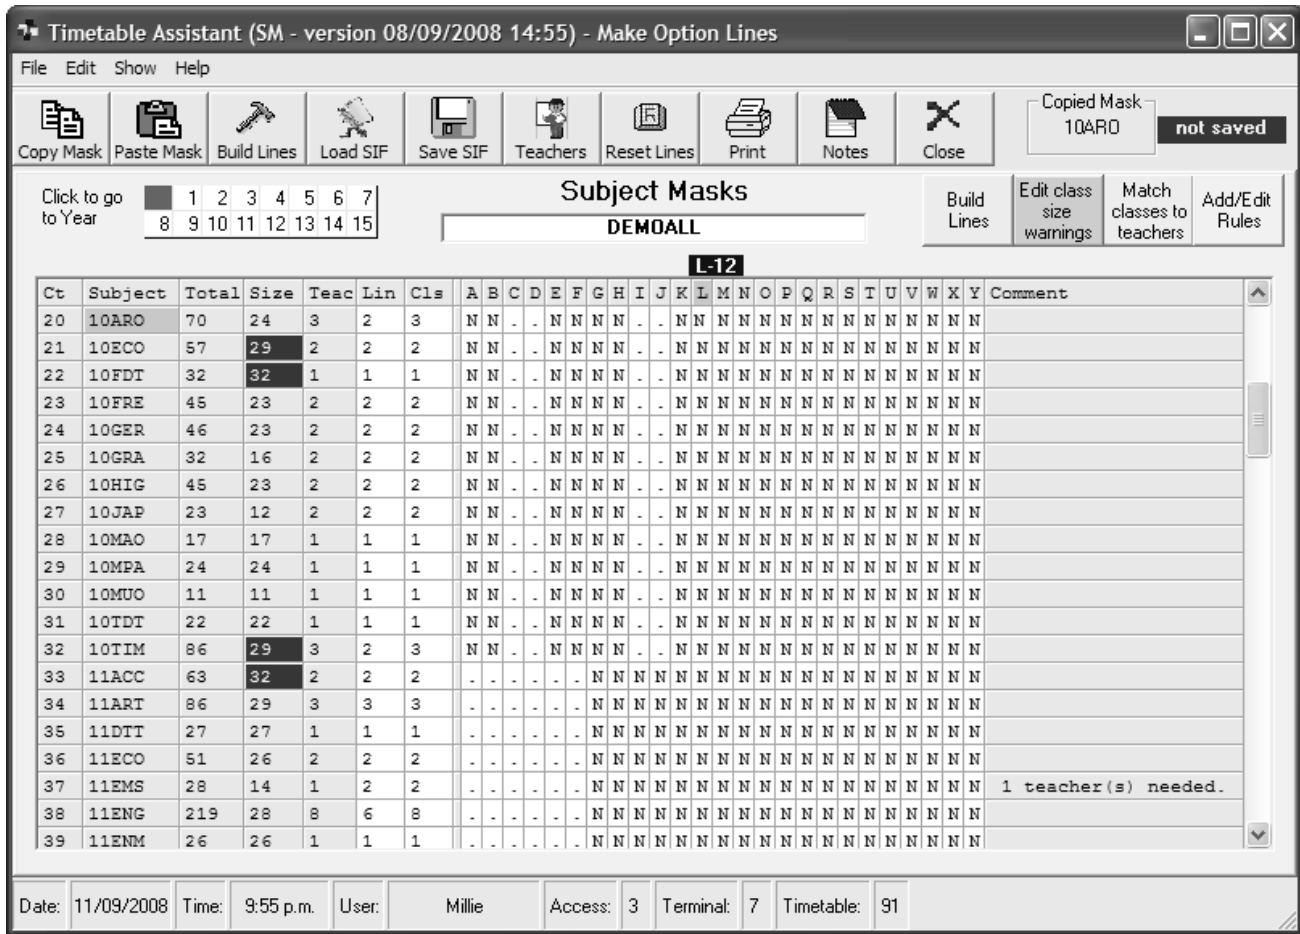 Timetable Assistant (SM - version 08/09/2008 14:55) - Make Option Lines
File Edit Show Help
Copy Mask Paste Mask Build Lines Load SIF Save SIF Teachers Reset Lines Print Notes Close
Copied Mask
10ARO
not saved
Click to go to Year
1 2 3 4 5 6 7
8 9 10 11 12 13 14 15
Subject Masks
DEMOALL
Build Lines
Edit class size warnings
Match classes to teachers
Add/Edit Rules
L-12
Ct Subject Total Size Teac Lin Cls A B C D E F G H I J K L M N O P Q R S T U V W X Y Comment
20 10ARO 70 24 3 2 3 N N . . N N N N . . N N N N N N N N N N N N N N N
21 10ECO 57 29 2 2 2 N N . . N N N N . . N N N N N N N N N N N N N N N
22 10FDT 32 32 1 1 1 N N . . N N N N . . N N N N N N N N N N N N N N N
23 10FRE 45 23 2 2 2 N N . . N N N N . . N N N N N N N N N N N N N N N
24 10GER 46 23 2 2 2 N N . . N N N N . . N N N N N N N N N N N N N N N
25 10GRA 32 16 2 2 2 N N . . N N N N . . N N N N N N N N N N N N N N N
26 10HIG 45 23 2 2 2 N N . . N N N N . . N N N N N N N N N N N N N N N
27 10JAP 23 12 2 2 2 N N . . N N N N . . N N N N N N N N N N N N N N N
28 10MAO 17 17 1 1 1 N N . . N N N N . . N N N N N N N N N N N N N N N
29 10MPA 24 24 1 1 1 N N . . N N N N . . N N N N N N N N N N N N N N N
30 10MUO 11 11 1 1 1 N N . . N N N N . . N N N N N N N N N N N N N N N
31 10TDT 22 22 1 1 1 N N . . N N N N . . N N N N N N N N N N N N N N N
32 10TIM 86 29 3 2 3 N N . . N N N N . . N N N N N N N N N N N N N N N
33 11ACC 63 32 2 2 2 . . . . . . N N N N N N N N N N N N N N N N N N N
34 11ART 86 29 3 3 3 . . . . . . N N N N N N N N N N N N N N N N N N N
35 11DTT 27 27 1 1 1 . . . . . . N N N N N N N N N N N N N N N N N N N
36 11ECO 51 26 2 2 2 . . . . . . N N N N N N N N N N N N N N N N N N N
37 11EMS 28 14 1 2 2 . . . . . . N N N N N N N N N N N N N N N N N N N 1 teacher(s) needed.
38 11ENG 219 28 8 6 8 . . . . . . N N N N N N N N N N N N N N N N N N N
39 11ENM 26 26 1 1 1 . . . . . . N N N N N N N N N N N N N N N N N N N
Date: 11/09/2008 Time: 9:55 p.m. User: Millie Access: 3 Terminal: 7 Timetable: 91